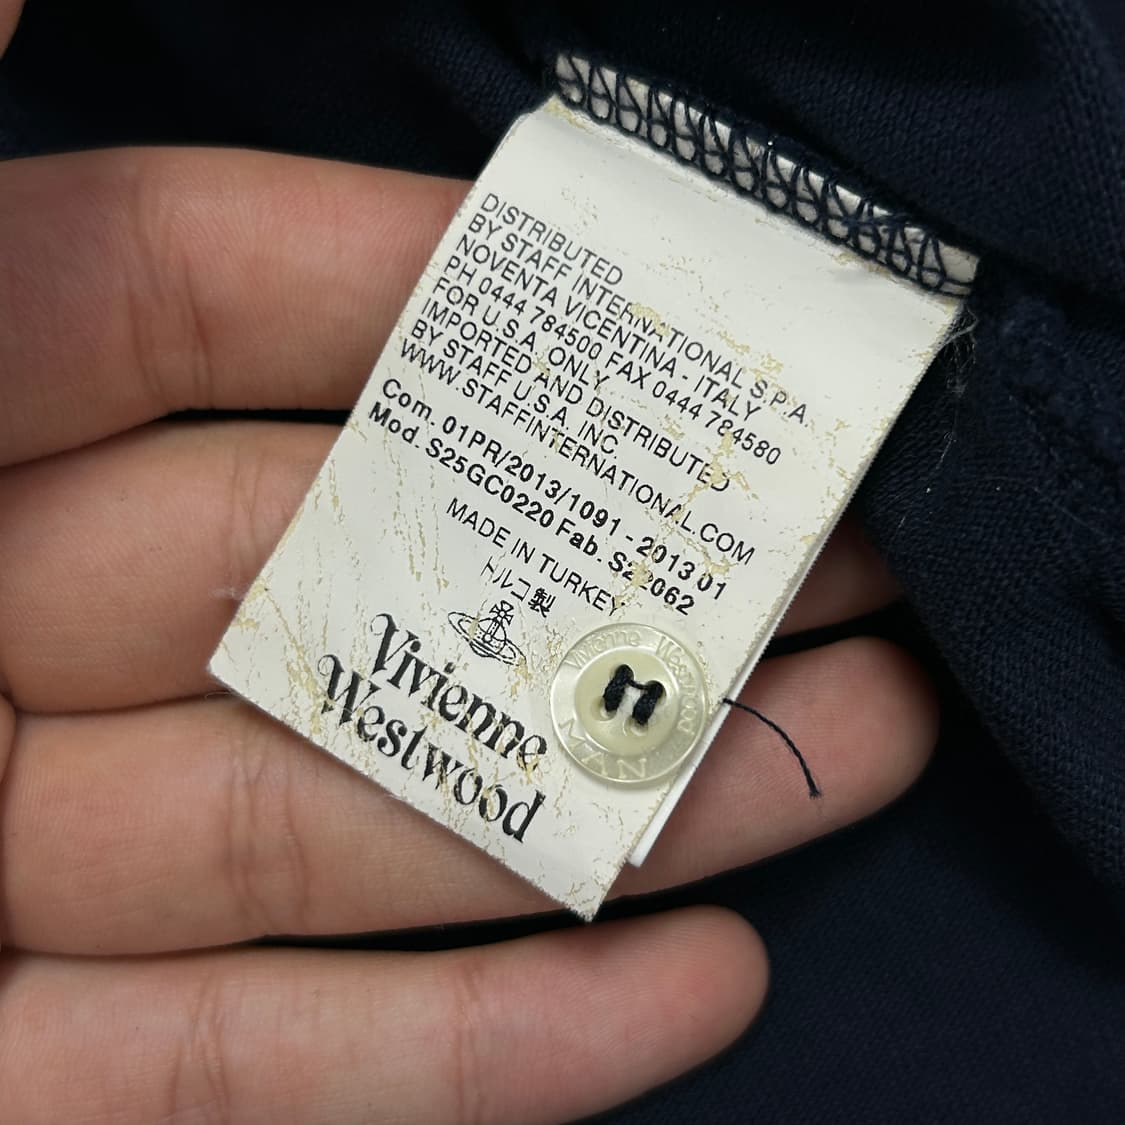 DISTRIBUTED
BY STAFF INTERNATIONAL S.P.A.
NOVENTA VICENTINA - ITALY
PH 0444 784500 FAX 0444 784580
FOR U.S.A. ONLY
IMPORTED AND DISTRIBUTED
BY STAFF U.S.A. INC.
WWW.STAFFINTERNATIONAL.COM
Com. 01PR/2013/1091 - 2013 01
Mod. S25GC0220 Fab. S22062
MADE IN TURKEY
トルコ製
Vivienne
Westwood
Vivienne Westwood
MAN